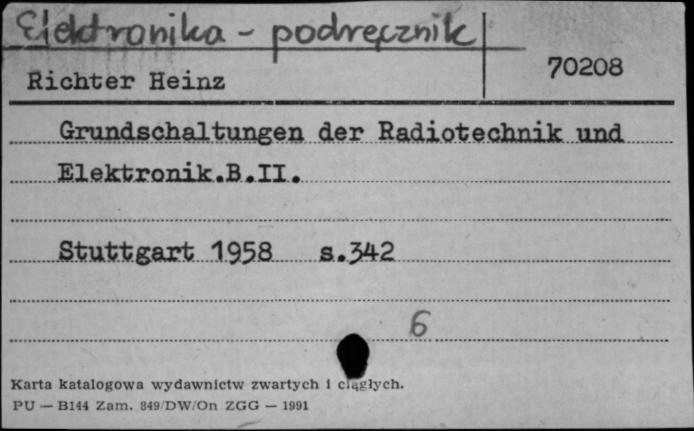 Elektronika - podręcznik
70208
Richter Heinz
Grundschaltungen der Radiotechnik und
Elektronik.B.II.
Stuttgart 1958 s.342
6
Karta katalogowa wydawnictw zwartych i ciągłych.
PU — B144 Zam. 849/DW/On ZGG — 1991